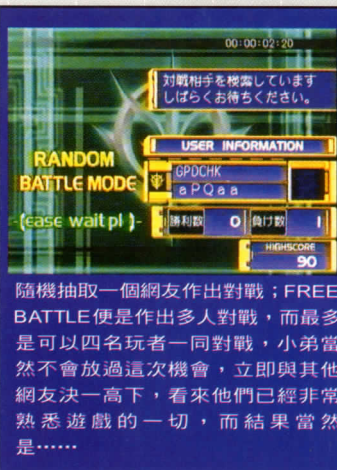 00:00:02:20
対戦相手を検索しています
しばらくお待ちください。
USER INFORMATION
RANDOM
BATTLE MODE
GPDCHK
aPQaa
-(ease wait pl )-
勝利数 0 負け数 1
HIGHSCORE
90
隨機抽取一個網友作出對戰；FREE
BATTLE便是作出多人對戰，而最多
是可以四名玩者一同對戰，小弟當
然不會放過這次機會，立即與其他
網友決一高下，看來他們已經非常
熟悉遊戲的一切，而結果當然
是……